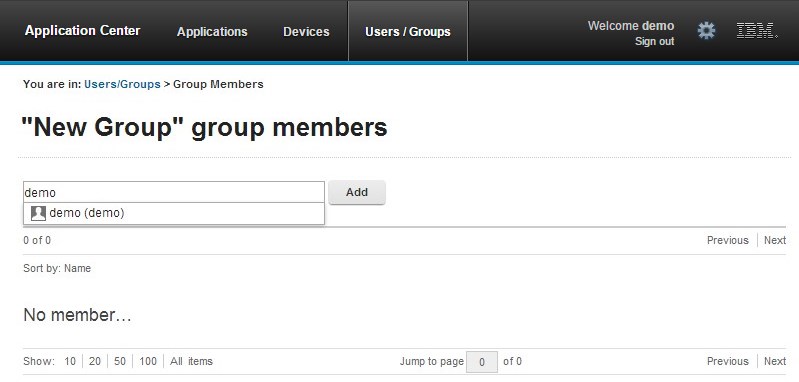 Application Center Applications Devices Users / Groups Welcome demo
Sign out IBM.
You are in: Users/Groups > Group Members
"New Group" group members
demo Add
demo (demo)
0 of 0 Previous Next
Sort by: Name
No member...
Show: 10 20 50 100 All items Jump to page 0 of 0 Previous Next